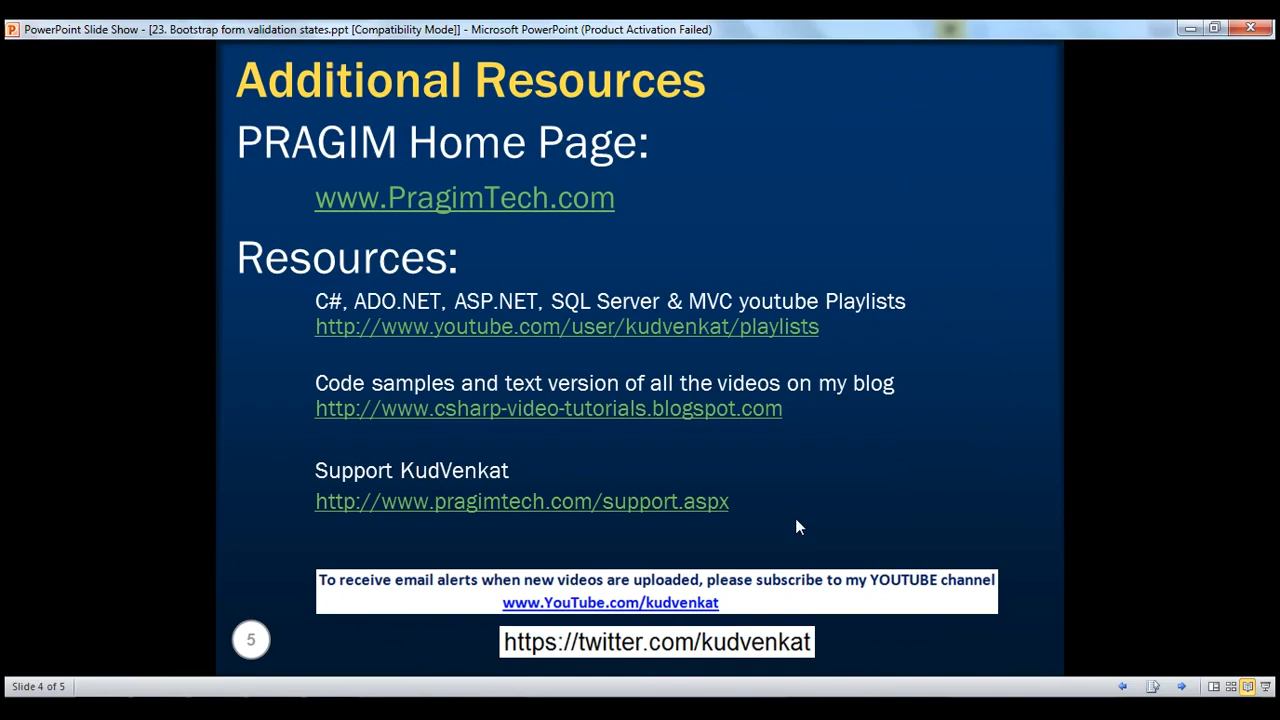 PowerPoint Slide Show - [23. Bootstrap form validation states.ppt [Compatibility Mode]] - Microsoft PowerPoint (Product Activation Failed)
Additional Resources
PRAGIM Home Page:
www.PragimTech.com
Resources:
C#, ADO.NET, ASP.NET, SQL Server & MVC youtube Playlists
http://www.youtube.com/user/kudvenkat/playlists
Code samples and text version of all the videos on my blog
http://www.csharp-video-tutorials.blogspot.com
Support KudVenkat
http://www.pragimtech.com/support.aspx
To receive email alerts when new videos are uploaded, please subscribe to my YOUTUBE channel
www.YouTube.com/kudvenkat
5
https://twitter.com/kudvenkat
Slide 4 of 5